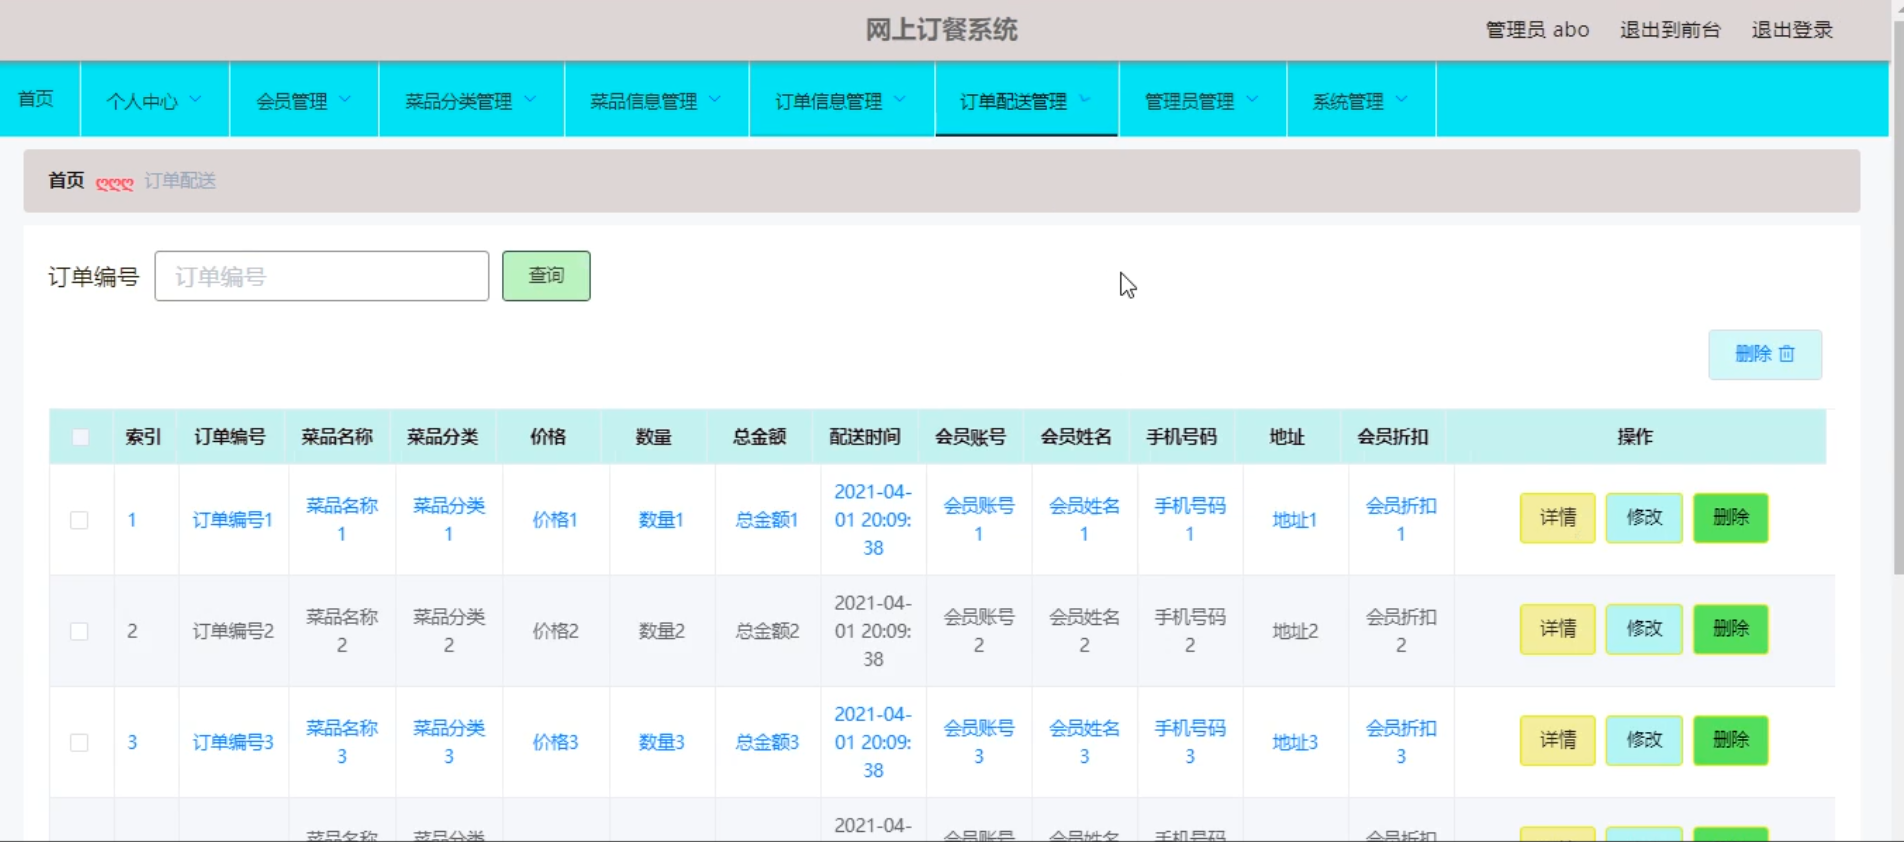 网上订餐系统
管理员 abo 退出到前台 退出登录
首页 个人中心 会员管理 菜品分类管理 菜品信息管理 订单信息管理 订单配送管理 管理员管理 系统管理
首页 ღღღ 订单配送
订单编号 订单编号 查询
删除
索引 订单编号 菜品名称 菜品分类 价格 数量 总金额 配送时间 会员账号 会员姓名 手机号码 地址 会员折扣 操作
1 订单编号1 菜品名称1 菜品分类1 价格1 数量1 总金额1 2021-04-01 20:09:38 会员账号1 会员姓名1 手机号码1 地址1 会员折扣1 详情 修改 删除
2 订单编号2 菜品名称2 菜品分类2 价格2 数量2 总金额2 2021-04-01 20:09:38 会员账号2 会员姓名2 手机号码2 地址2 会员折扣2 详情 修改 删除
3 订单编号3 菜品名称3 菜品分类3 价格3 数量3 总金额3 2021-04-01 20:09:38 会员账号3 会员姓名3 手机号码3 地址3 会员折扣3 详情 修改 删除
菜品名称 菜品分类 2021-04- 会员账号 会员姓名 手机号码 会员折扣